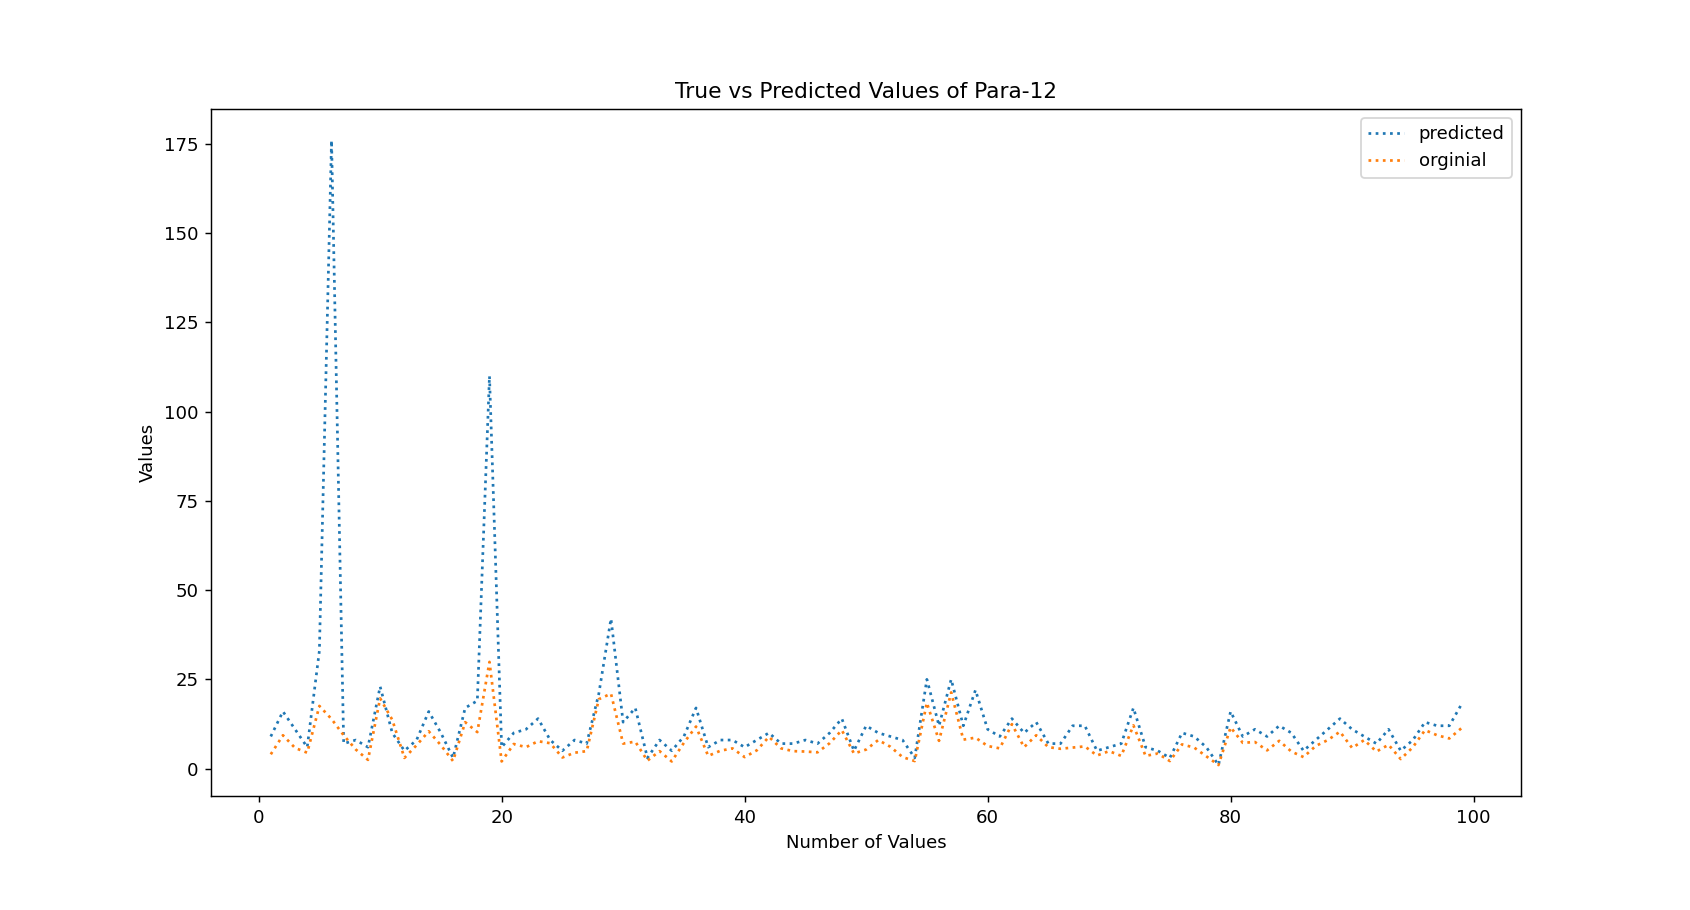 True vs Predicted Values of Para-12
predicted
orginial
175
150
125
100
75
50
25
0
Values
0 20 40 60 80 100
Number of Values